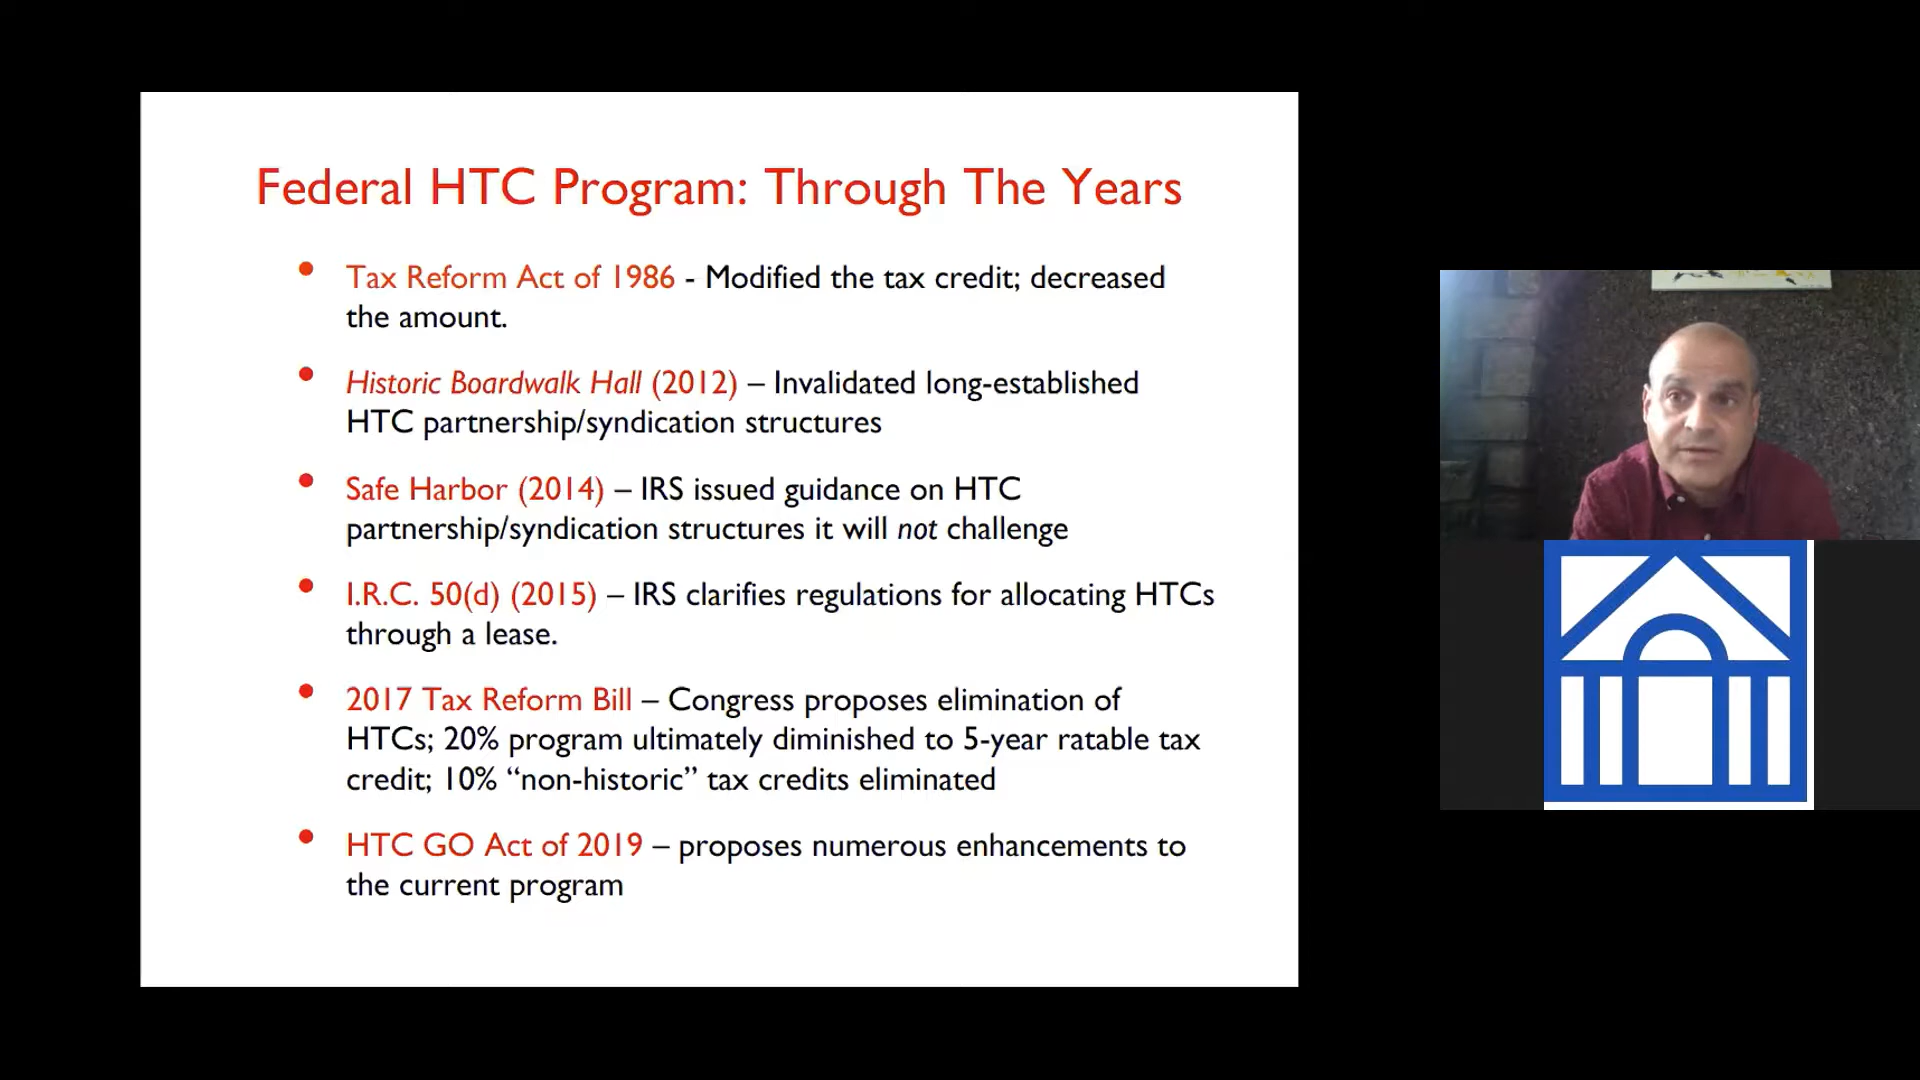 Federal HTC Program: Through The Years
• Tax Reform Act of 1986 - Modified the tax credit; decreased
the amount.
• Historic Boardwalk Hall (2012) – Invalidated long-established
HTC partnership/syndication structures
• Safe Harbor (2014) – IRS issued guidance on HTC
partnership/syndication structures it will not challenge
• I.R.C. 50(d) (2015) – IRS clarifies regulations for allocating HTCs
through a lease.
• 2017 Tax Reform Bill – Congress proposes elimination of
HTCs; 20% program ultimately diminished to 5-year ratable tax
credit; 10% “non-historic” tax credits eliminated
• HTC GO Act of 2019 – proposes numerous enhancements to
the current program